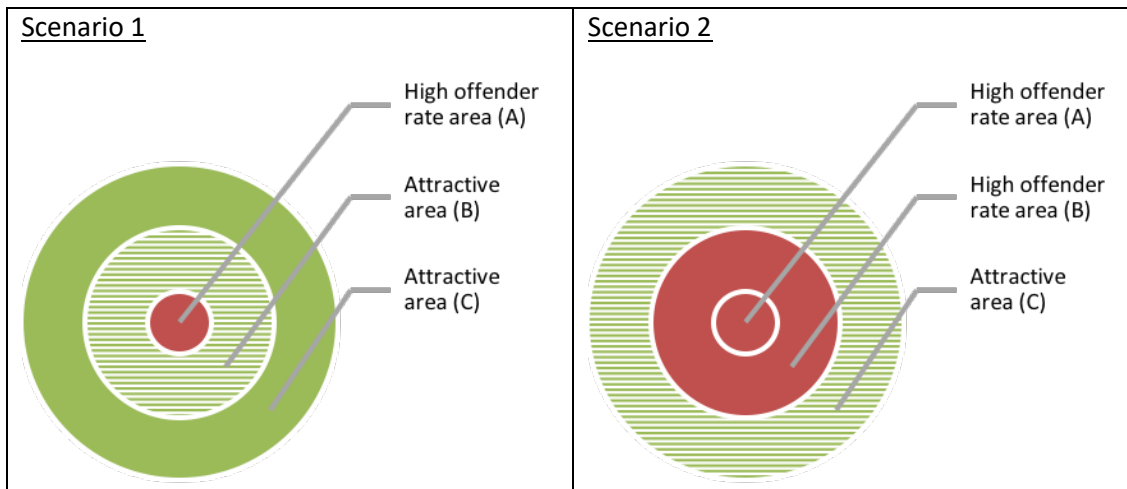 Scenario 1
High offender
rate area (A)
Attractive
area (B)
Attractive
area (C)
Scenario 2
High offender
rate area (A)
High offender
rate area (B)
Attractive
area (C)